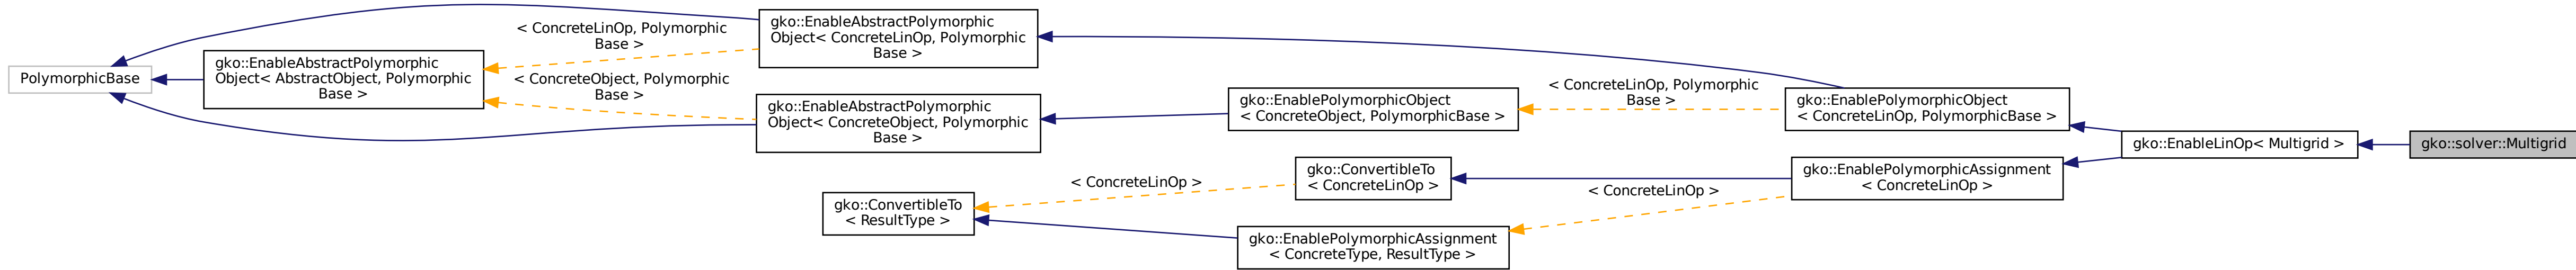 PolymorphicBase
gko::EnableAbstractPolymorphic
Object< AbstractObject, Polymorphic
Base >
< ConcreteLinOp, Polymorphic
Base >
< ConcreteObject, Polymorphic
Base >
gko::EnableAbstractPolymorphic
Object< ConcreteLinOp, Polymorphic
Base >
gko::EnableAbstractPolymorphic
Object< ConcreteObject, Polymorphic
Base >
gko::ConvertibleTo
< ResultType >
< ConcreteLinOp >
gko::EnablePolymorphicObject
< ConcreteObject, PolymorphicBase >
gko::ConvertibleTo
< ConcreteLinOp >
gko::EnablePolymorphicAssignment
< ConcreteType, ResultType >
< ConcreteLinOp, Polymorphic
Base >
< ConcreteLinOp >
gko::EnablePolymorphicObject
< ConcreteLinOp, PolymorphicBase >
gko::EnablePolymorphicAssignment
< ConcreteLinOp >
gko::EnableLinOp< Multigrid >
gko::solver::Multigrid